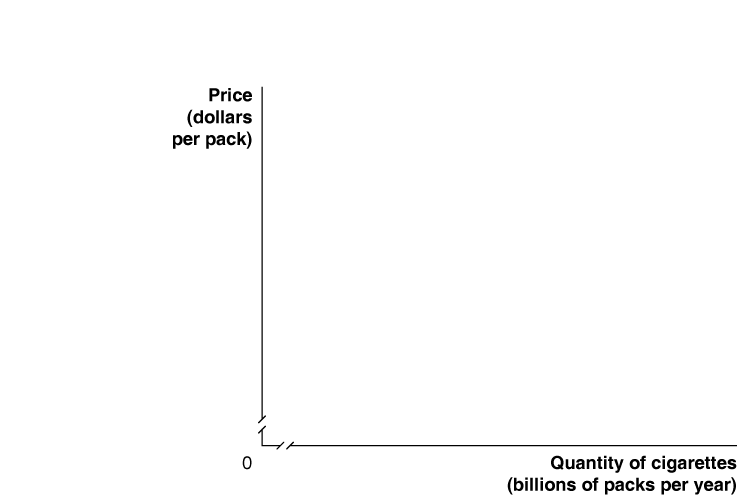 Price
(dollars
per pack)
0
Quantity of cigarettes
(billions of packs per year)